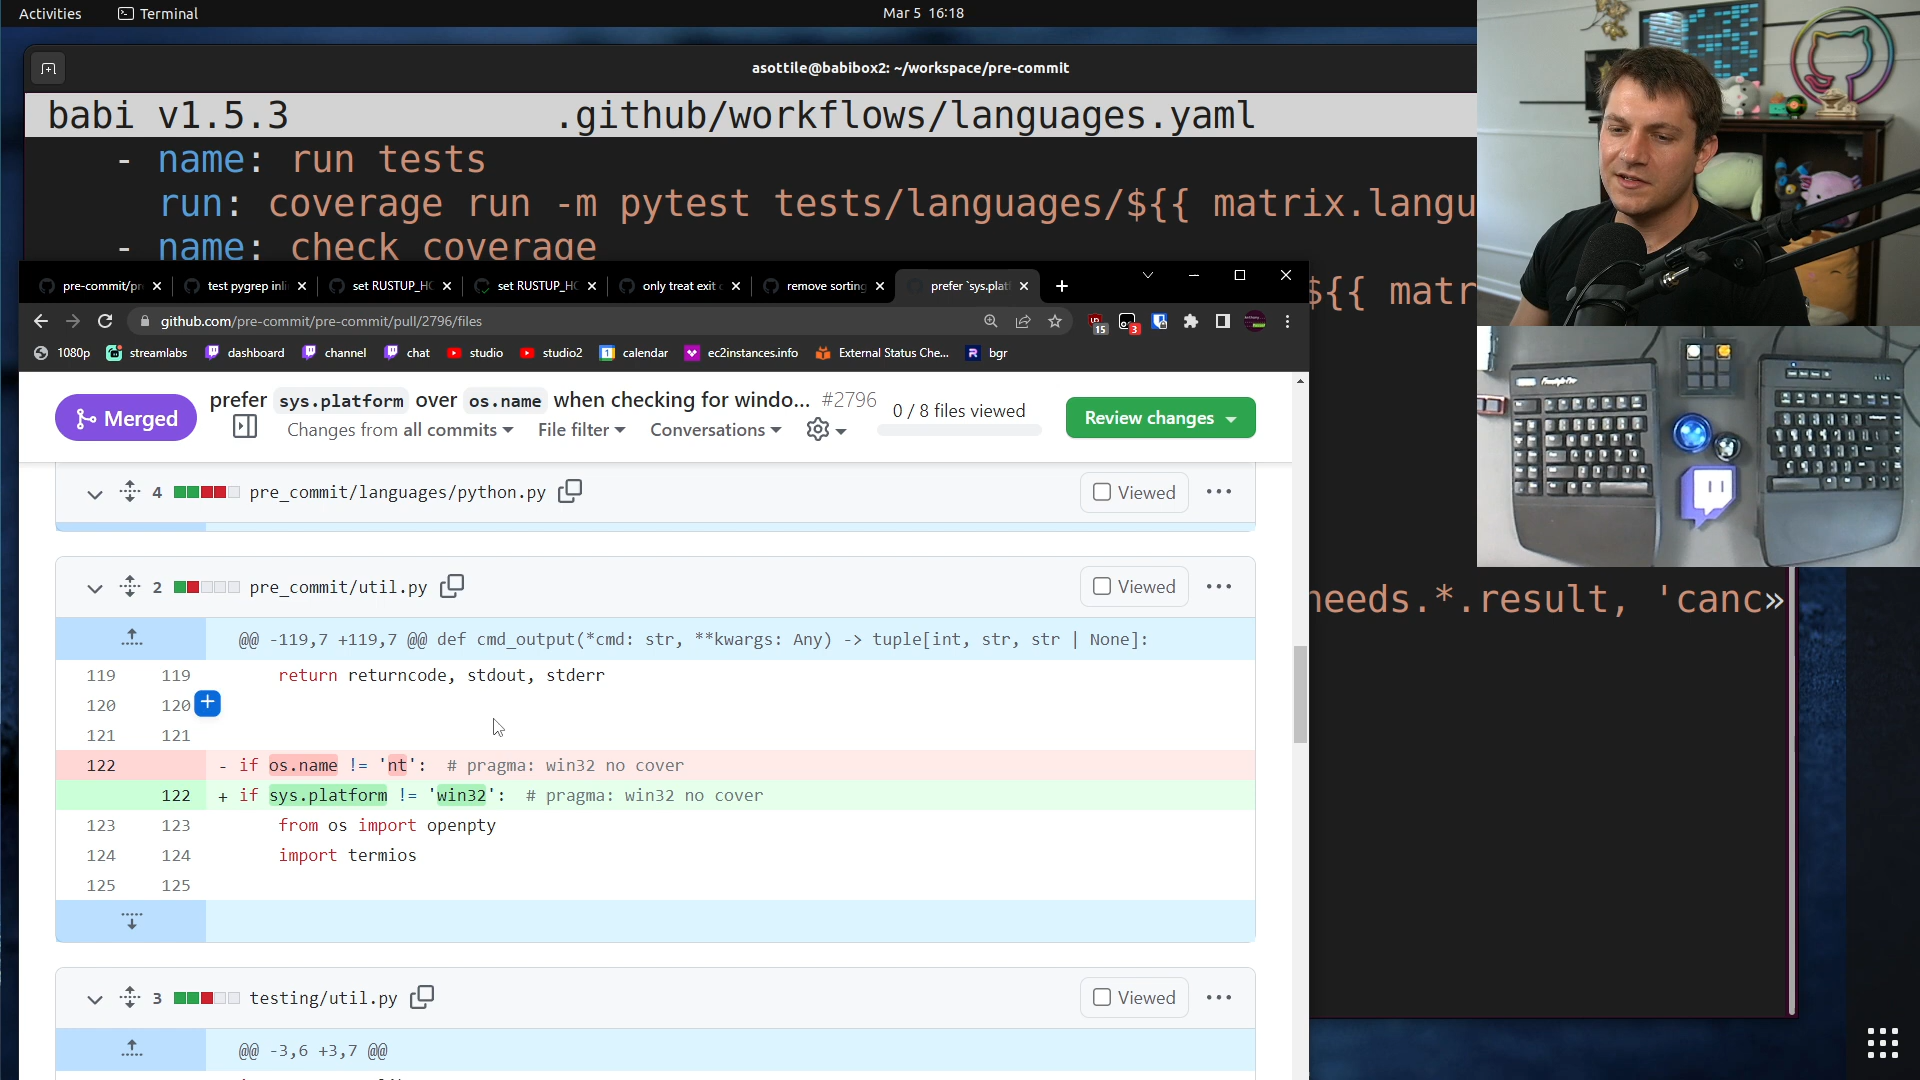 Activities
Terminal
Mar 5 16:18
asottile@babibox2: ~/workspace/pre-commit
babi v1.5.3 .github/workflows/languages.yaml
- name: run tests
run: coverage run -m pytest tests/languages/${{ matrix.langu
- name: check coverage
${{ matr
needs.*.result, 'canc»
pre-commit/pr
test pygrep inli
set RUSTUP_HO
set RUSTUP_HO
only treat exit c
remove sorting
prefer `sys.platf
github.com/pre-commit/pre-commit/pull/2796/files
15
3
1080p
streamlabs
dashboard
channel
chat
studio
studio2
calendar
ec2instances.info
External Status Che...
R bgr
Merged
prefer sys.platform over os.name when checking for windo... #2796
Changes from all commits
File filter
Conversations
0 / 8 files viewed
Review changes
4 pre_commit/languages/python.py
Viewed
2 pre_commit/util.py
Viewed
@@ -119,7 +119,7 @@ def cmd_output(*cmd: str, **kwargs: Any) -> tuple[int, str, str | None]:
119 119 return returncode, stdout, stderr
120 120
121 121
122 - if os.name != 'nt': # pragma: win32 no cover
122 + if sys.platform != 'win32': # pragma: win32 no cover
123 123 from os import openpty
124 124 import termios
125 125
3 testing/util.py
Viewed
@@ -3,6 +3,7 @@